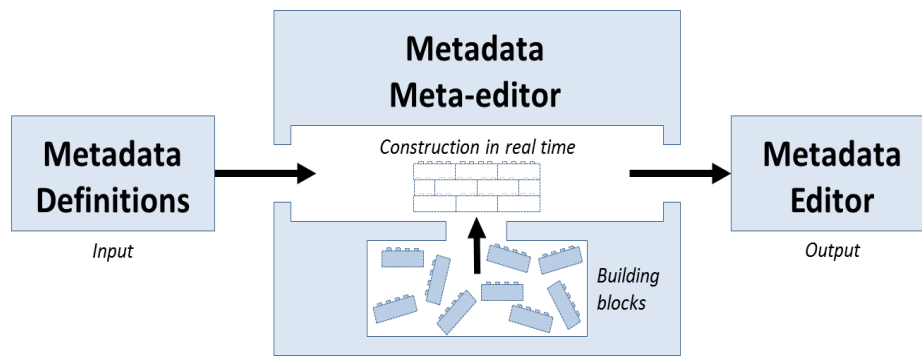 Metadata
Meta-editor
Metadata
Definitions
Input
Construction in real time
Building
blocks
Metadata
Editor
Output